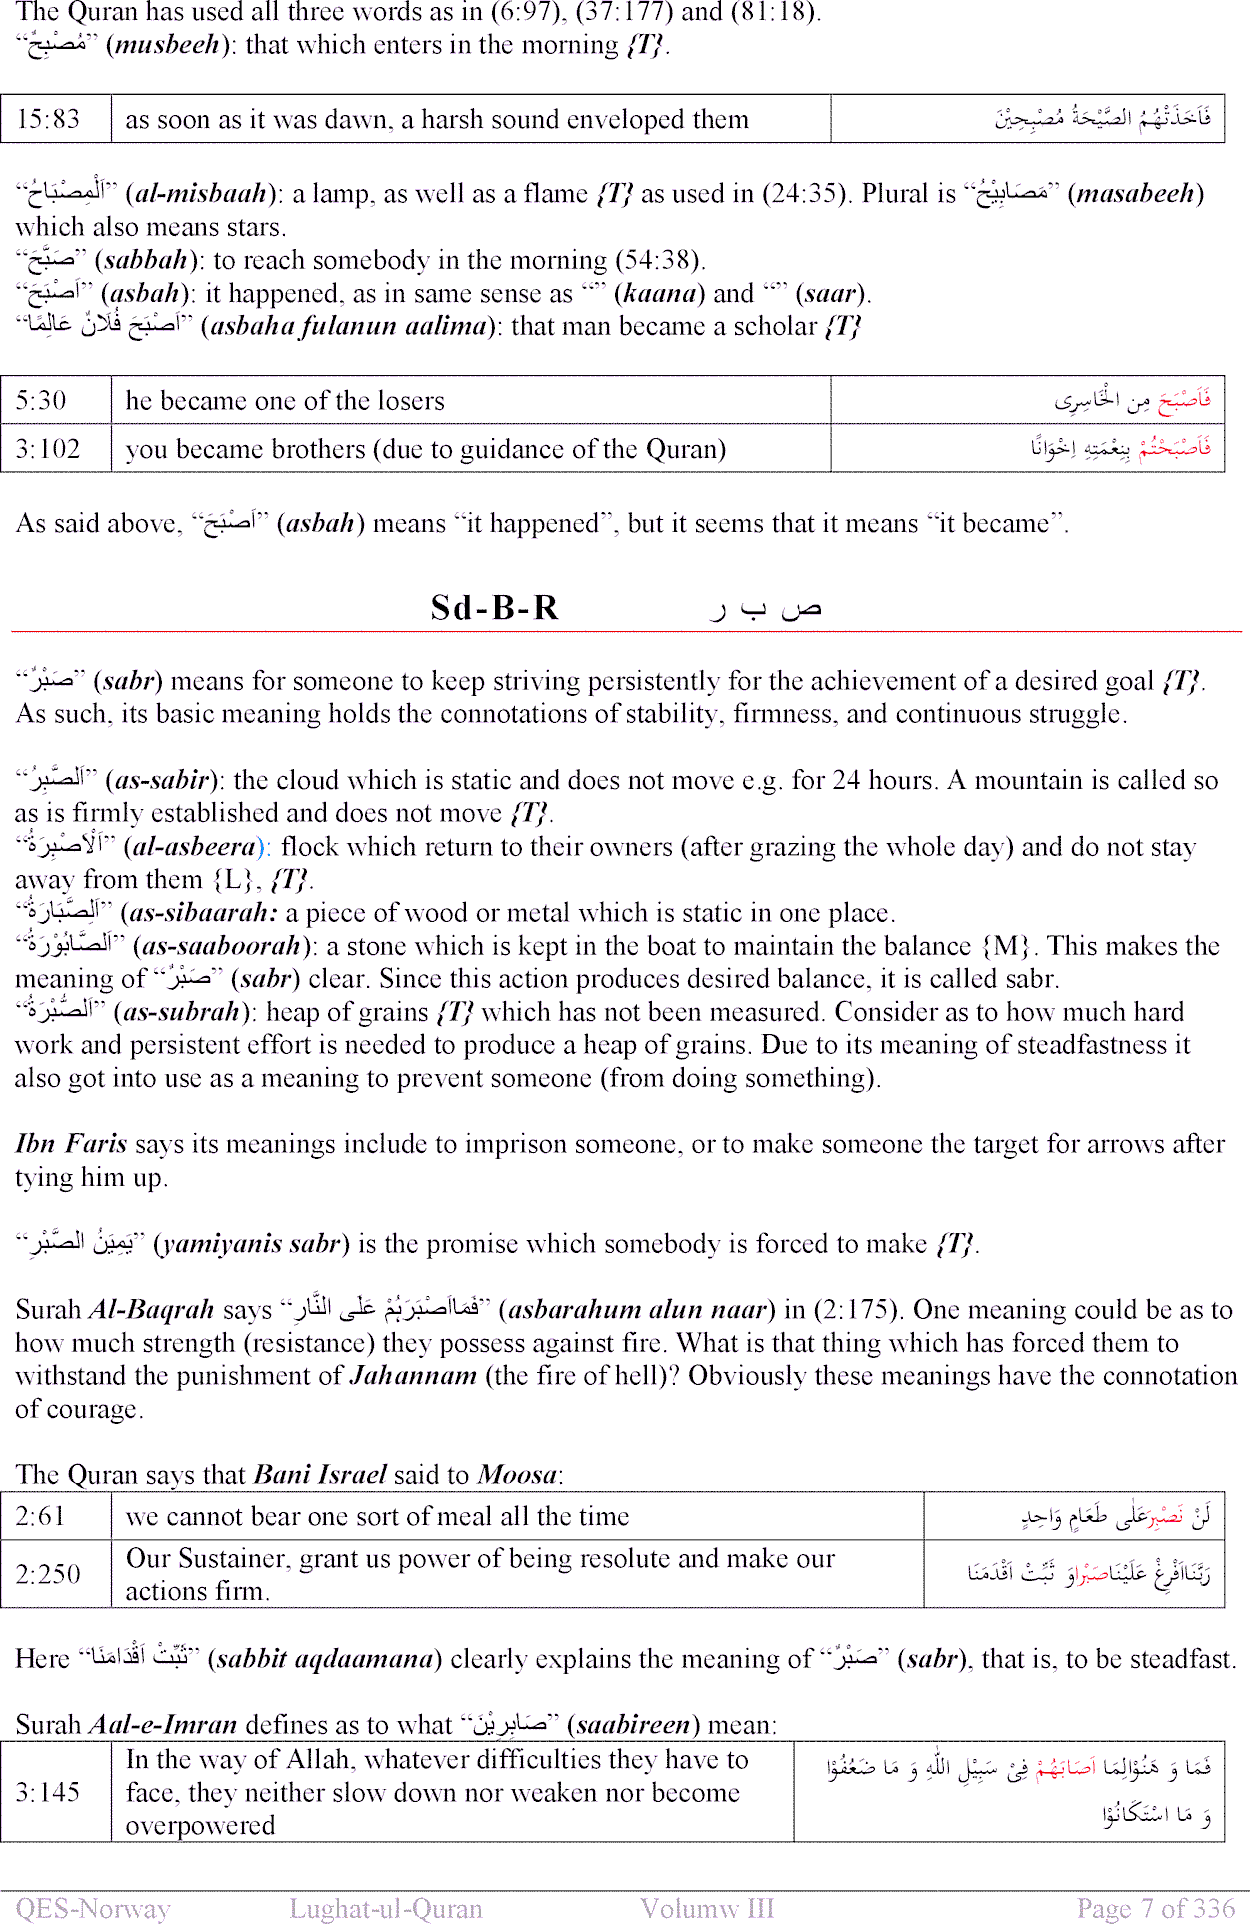 The Quran has used all three words as in (6:97), (37:177) and (81:18).
“مُصْبِحٌ” (musbeeh): that which enters in the morning {T}.
15:83 as soon as it was dawn, a harsh sound enveloped them فَاَخَذَتْهُمُ الصَّيْحَةُ مُصْبِحِيْنَ
“اَلْمِصْبَاحُ” (al-misbaah): a lamp, as well as a flame {T} as used in (24:35). Plural is “مَصَابِيْحُ” (masabeeh)
which also means stars.
“صَبَّحَ” (sabbah): to reach somebody in the morning (54:38).
“اَصْبَحَ” (asbah): it happened, as in same sense as “” (kaana) and “” (saar).
“اَصْبَحَ فُلَانٌ عَالِمًا” (asbaha fulanun aalima): that man became a scholar {T}
5:30 he became one of the losers فَاَصْبَحَ مِن الْخَاسِرِى
3:102 you became brothers (due to guidance of the Quran) فَاَصْبَحْتُمْ بِنِعْمَتِهِ اِخْوَانًا
As said above, “اَصْبَحَ” (asbah) means “it happened”, but it seems that it means “it became”.
Sd-B-R ص ب ر
“صَبْرٌ” (sabr) means for someone to keep striving persistently for the achievement of a desired goal {T}.
As such, its basic meaning holds the connotations of stability, firmness, and continuous struggle.
“اَلصَّبِرُ” (as-sabir): the cloud which is static and does not move e.g. for 24 hours. A mountain is called so
as is firmly established and does not move {T}.
“اَلْاَصْبِرَةُ” (al-asbeera): flock which return to their owners (after grazing the whole day) and do not stay
away from them {L}, {T}.
“اَلصَّبَارَةُ” (as-sibaarah: a piece of wood or metal which is static in one place.
“اَلصَّابُوْرَةُ” (as-saaboorah): a stone which is kept in the boat to maintain the balance {M}. This makes the
meaning of “صَبْرٌ” (sabr) clear. Since this action produces desired balance, it is called sabr.
“اَلصُّبْرَةُ” (as-subrah): heap of grains {T} which has not been measured. Consider as to how much hard
work and persistent effort is needed to produce a heap of grains. Due to its meaning of steadfastness it
also got into use as a meaning to prevent someone (from doing something).
Ibn Faris says its meanings include to imprison someone, or to make someone the target for arrows after
tying him up.
“يَمِيَنُ الصَّبْرِ” (yamiyanis sabr) is the promise which somebody is forced to make {T}.
Surah Al-Baqrah says “فَمَااَصْبَرَہُمْ عَلَى النَّارِ” (asbarahum alun naar) in (2:175). One meaning could be as to
how much strength (resistance) they possess against fire. What is that thing which has forced them to
withstand the punishment of Jahannam (the fire of hell)? Obviously these meanings have the connotation
of courage.
The Quran says that Bani Israel said to Moosa:
2:61 we cannot bear one sort of meal all the time لَنْ نَصْبِرَعَلٰى طَعَامٍ وَاحِدٍ
2:250 Our Sustainer, grant us power of being resolute and make our رَبَّنَااَفْرِغْ عَلَيْنَاصَبْراوَ ثَبِّتْ اَقْدَمَنَا
actions firm.
Here “ثَبِّتْ اَقْدَامَنَا” (sabbit aqdaamana) clearly explains the meaning of “صَبْرٌ” (sabr), that is, to be steadfast.
Surah Aal-e-Imran defines as to what “صَابِرِيْنَ” (saabireen) mean:
3:145 In the way of Allah, whatever difficulties they have to فَمَا وَ هَنُوْالِمَا اَصَابَهُمْ فِىْ سَبِيْلِ اللّٰهِ وَ مَا ضَعُفُوْا
face, they neither slow down nor weaken nor become وَ مَا اسْتَكَانُوْا
overpowered
QES-Norway Lughat-ul-Quran Volumw III Page 7 of 336